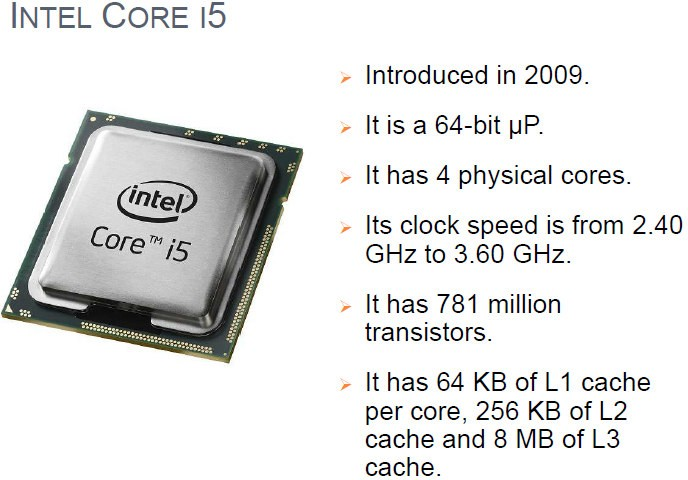 INTEL CORE I5
Introduced in 2009.
It is a 64-bit µP.
It has 4 physical cores.
Its clock speed is from 2.40
GHz to 3.60 GHz.
It has 781 million
transistors.
It has 64 KB of L1 cache
per core, 256 KB of L2
cache and 8 MB of L3
cache.
intel
Core™ i5